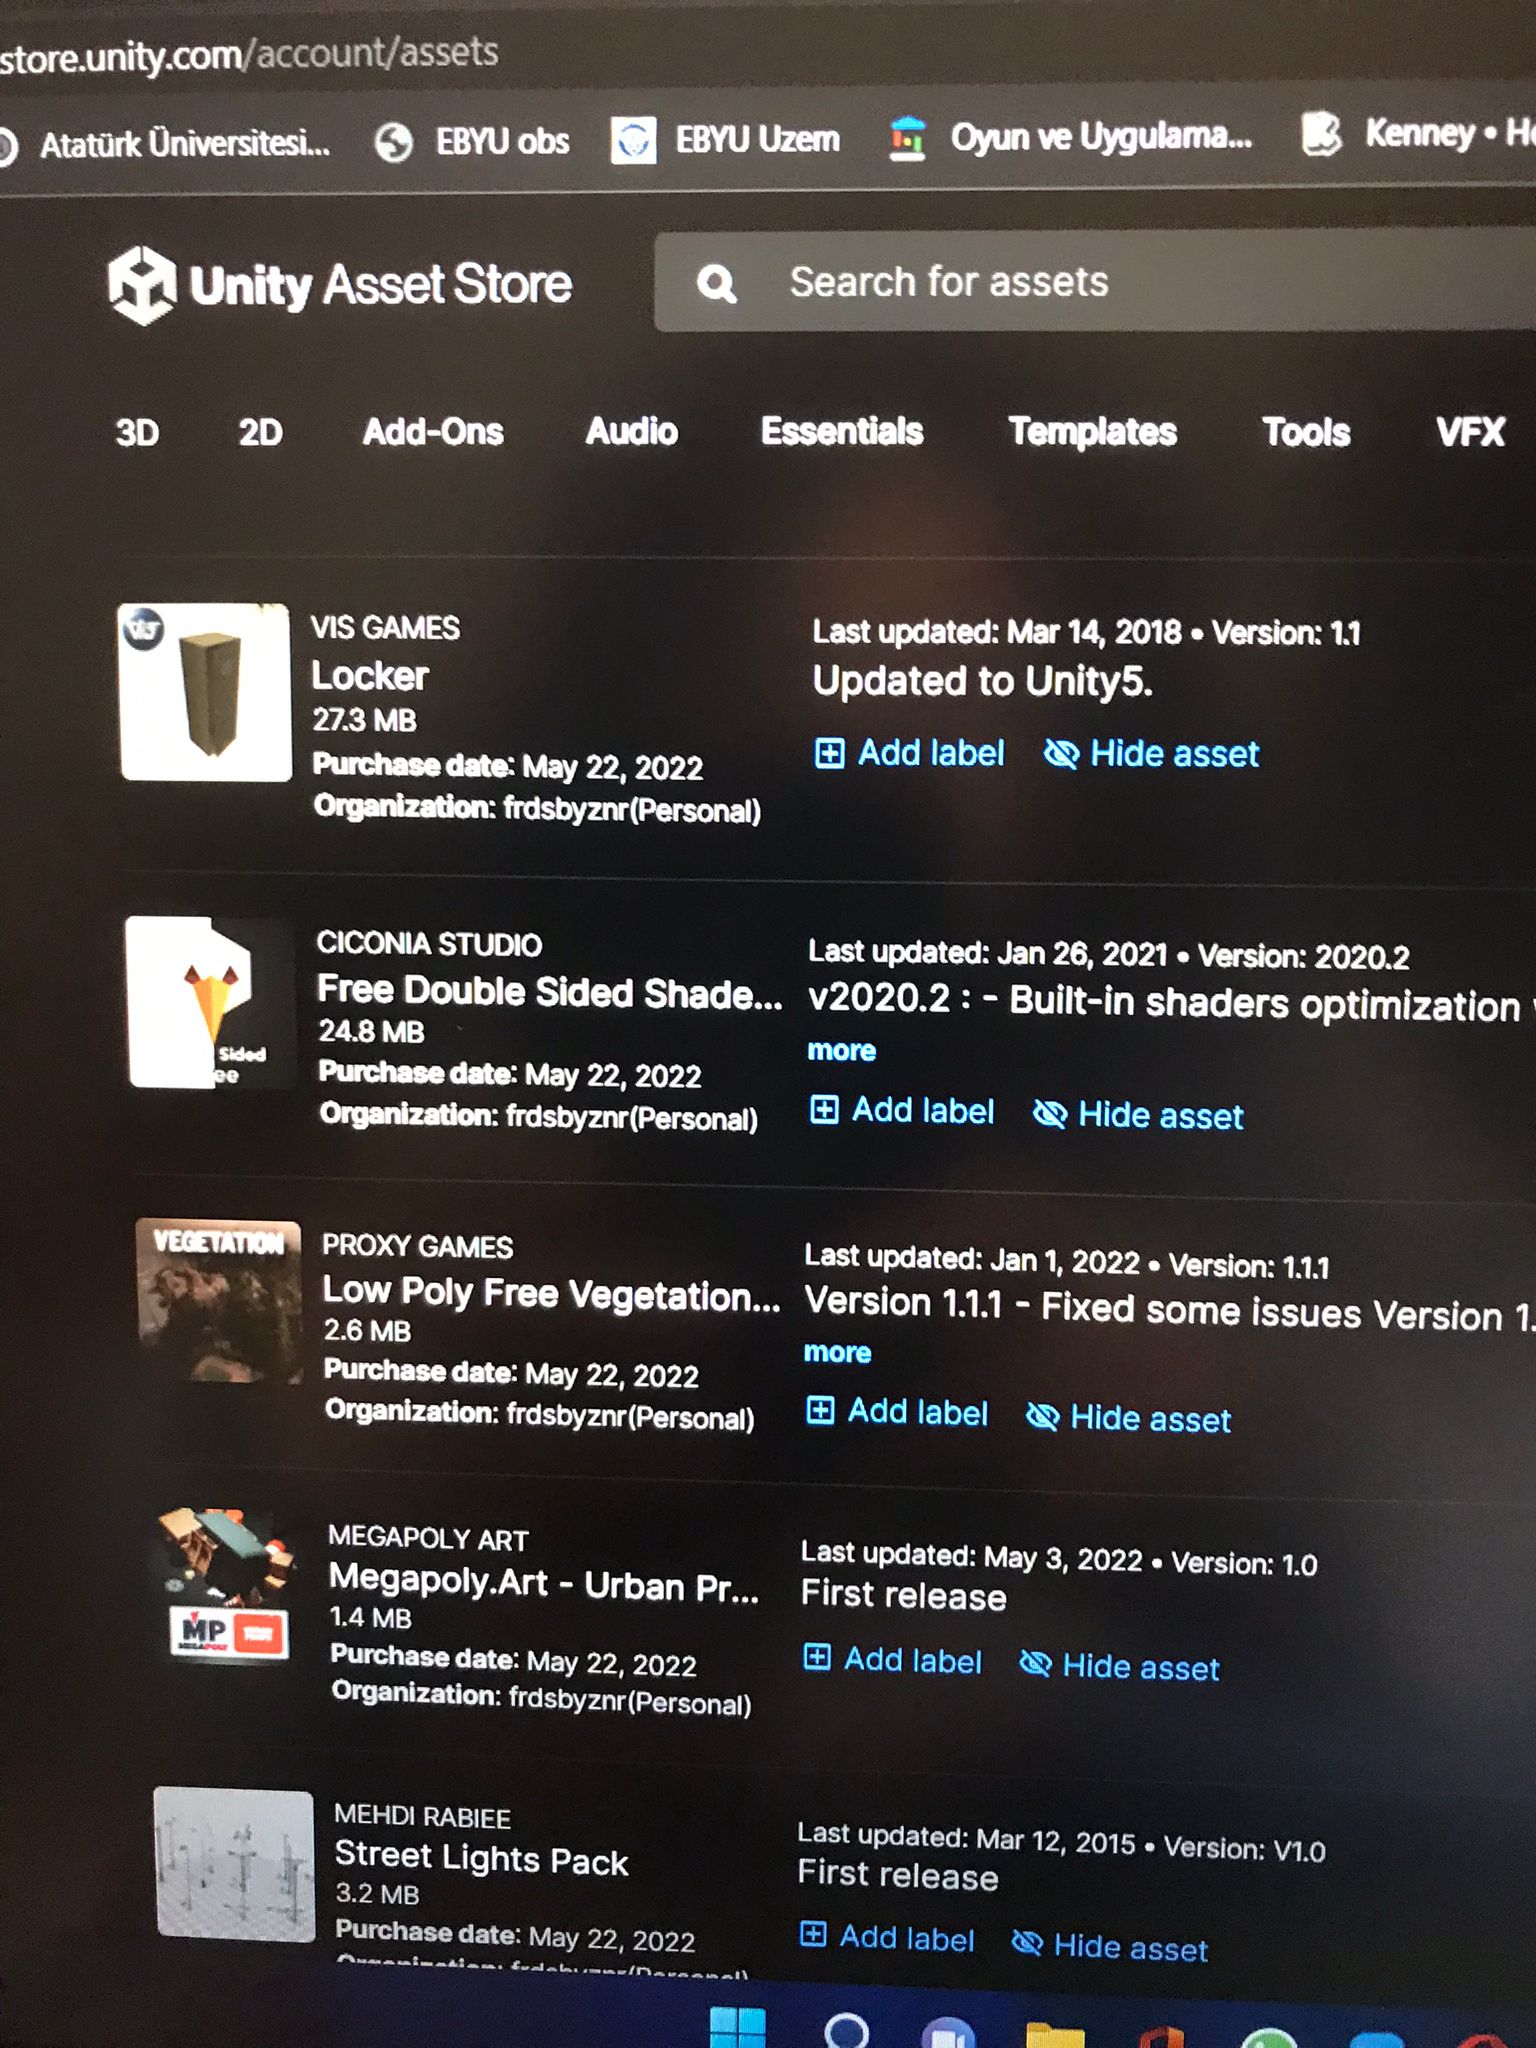 store.unity.com/account/assets
Atatürk Üniversitesi... EBYU obs EBYU Uzem Oyun ve Uygulama... Kenney • Ho
Unity Asset Store Search for assets
3D 2D Add-Ons Audio Essentials Templates Tools VFX
VIS GAMES
Locker
27.3 MB
Purchase date: May 22, 2022
Organization: frdsbyznr(Personal)
Last updated: Mar 14, 2018 • Version: 1.1
Updated to Unity5.
Add label Hide asset
Sided
ee
CICONIA STUDIO
Free Double Sided Shade...
24.8 MB
Purchase date: May 22, 2022
Organization: frdsbyznr(Personal)
Last updated: Jan 26, 2021 • Version: 2020.2
v2020.2 : - Built-in shaders optimization
more
Add label Hide asset
VEGETATION
PROXY GAMES
Low Poly Free Vegetation...
2.6 MB
Purchase date: May 22, 2022
Organization: frdsbyznr(Personal)
Last updated: Jan 1, 2022 • Version: 1.1.1
Version 1.1.1 - Fixed some issues Version 1.
more
Add label Hide asset
MP
MEGAPOLY ART
Megapoly.Art - Urban Pr...
1.4 MB
Purchase date: May 22, 2022
Organization: frdsbyznr(Personal)
Last updated: May 3, 2022 • Version: 1.0
First release
Add label Hide asset
MEHDI RABIEE
Street Lights Pack
3.2 MB
Purchase date: May 22, 2022
Organization: frdsbyznr(Personal)
Last updated: Mar 12, 2015 • Version: V1.0
First release
Add label Hide asset